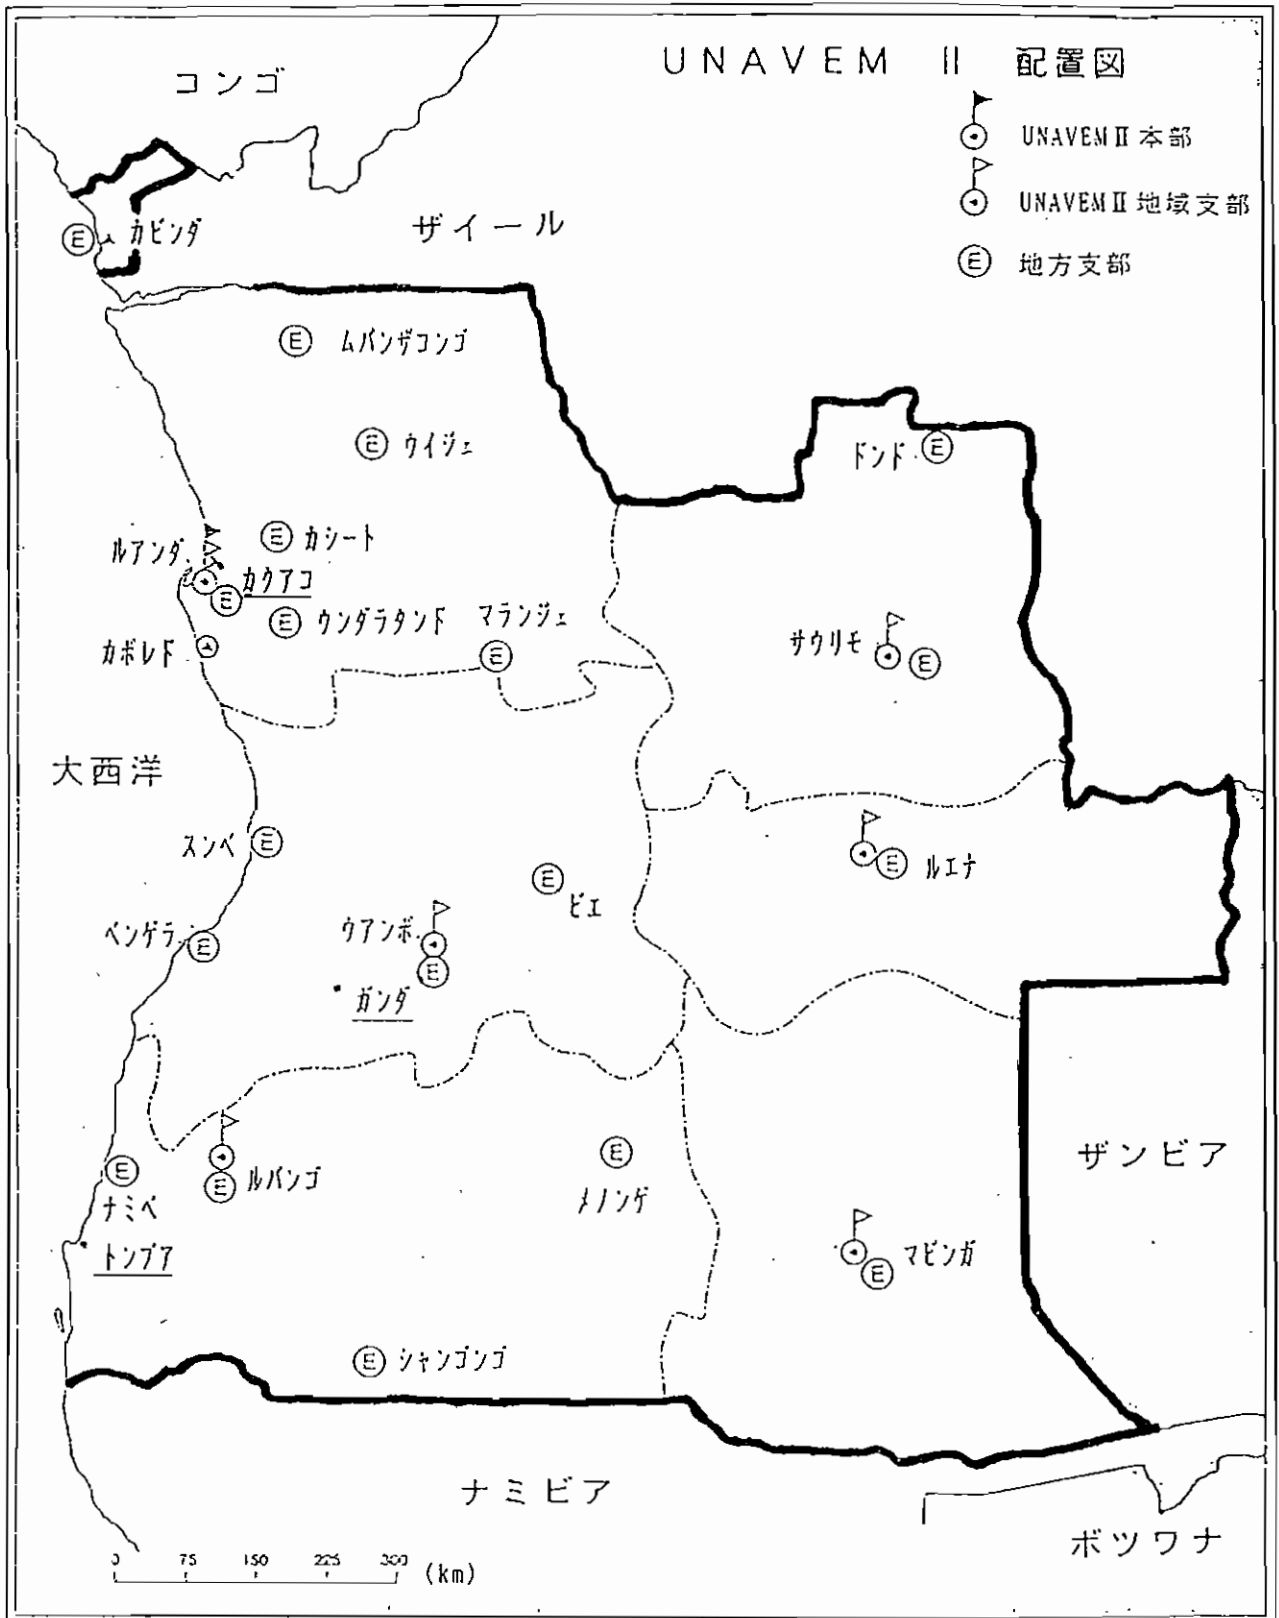 UNAVEM II 配置図
コンゴ
UNAVEM II 本部
UNAVEM II 地域支部
E 地方支部
E カビンダ
ザイール
E ムバンザコンゴ
E ウイジェ
ドンド E
ルアンダ
E カシート
E カクアコ
E ウンダラタンド
マランジェ
E
カボレド
サウリモ E
大西洋
スンベ E
E ルエナ
E
ビエ
ベンゲラ E
ウアンボ
E
ガンダ
E
ナミベ
E ルバンゴ
E
メノンゲ
ザンビア
トンブア
E マビンガ
E シャンゴンゴ
ナミビア
ボツワナ
0 75 150 225 300 (km)